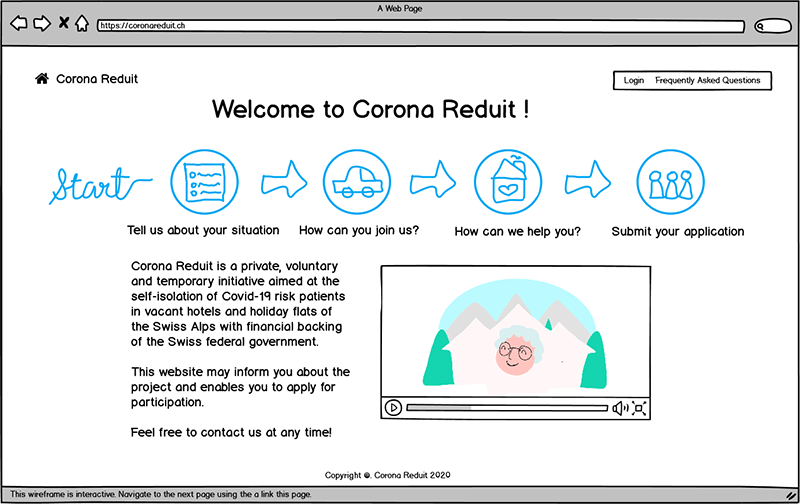 A Web Page
https://coronareduit.ch
Corona Reduit
Login Frequently Asked Questions
Welcome to Corona Reduit !
Start
Tell us about your situation
How can you join us?
How can we help you?
Submit your application
Corona Reduit is a private, voluntary
and temporary initiative aimed at the
self-isolation of Covid-19 risk patients
in vacant hotels and holiday flats of
the Swiss Alps with financial backing
of the Swiss federal government.
This website may inform you about the
project and enables you to apply for
participation.
Feel free to contact us at any time!
Copyright ©. Corona Reduit 2020
This wireframe is interactive. Navigate to the next page using the a link this page.